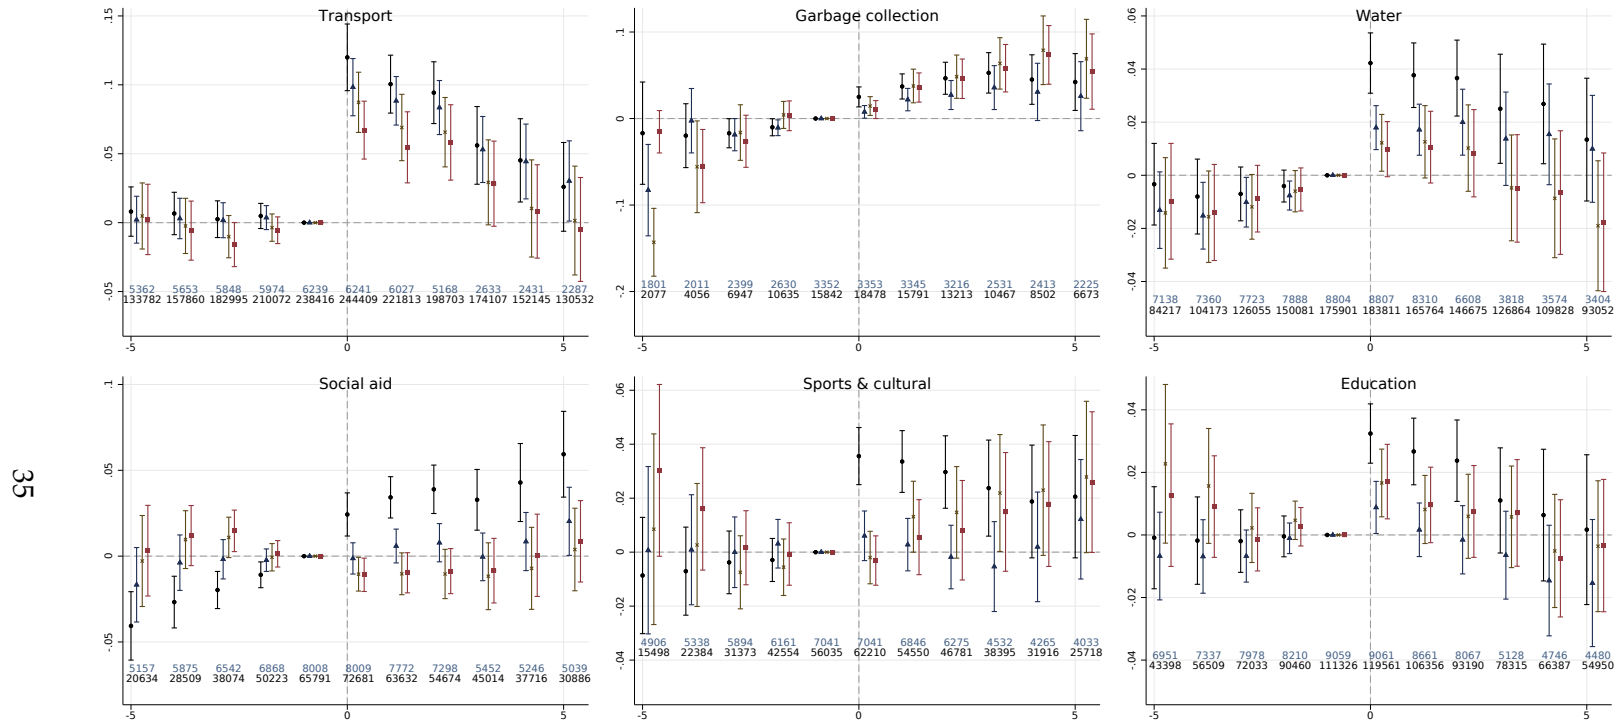 Transport
.15
.1
.05
0
-.05
5362 5653 5848 5974 6239 6241 6027 5168 2633 2431 2287
133782 157860 182995 210072 238416 244409 221813 198703 174107 152145 130532
-5 0 5
Garbage collection
.1
0
-.1
-.2
1801 2011 2399 2630 3352 3353 3345 3216 2531 2413 2225
2077 4056 6947 10635 15842 18478 15791 13213 10467 8502 6673
-5 0 5
Water
.06
.04
.02
0
-.02
-.04
7138 7360 7723 7888 8804 8807 8310 6608 3818 3574 3404
84217 104173 126055 150081 175901 183811 165764 146675 126864 109828 93052
-5 0 5
Social aid
.1
.05
0
-.05
5157 5875 6542 6868 8008 8009 7772 7298 5452 5246 5039
20634 28509 38074 50223 65791 72681 63632 54674 45014 37716 30886
-5 0 5
Sports & cultural
.06
.04
.02
0
-.02
-.04
4906 5338 5894 6161 7041 7041 6846 6275 4532 4265 4033
15498 22384 31373 42554 56035 62210 54550 46781 38395 31916 25718
-5 0 5
Education
.04
.02
0
-.02
-.04
6951 7337 7978 8210 9059 9061 8661 8067 5128 4746 4480
43398 56509 72033 90460 111326 119561 106356 93190 78315 66387 54950
-5 0 5
35